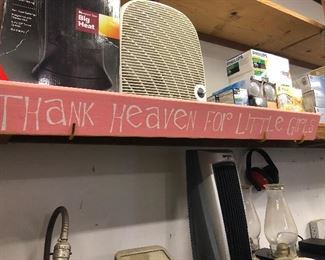 Big
Heat
THANK HEAVEN FOR LITTLE GIRLS